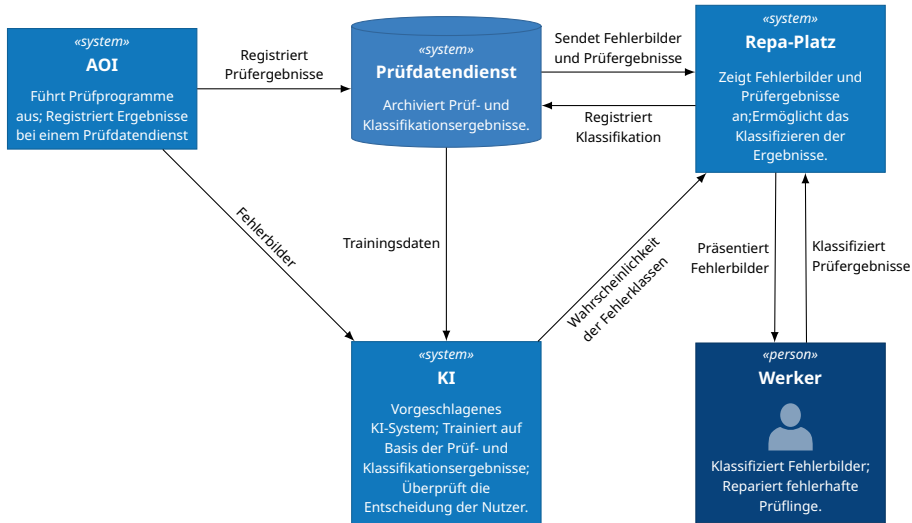 «system»
AOI
Führt Prüfprogramme
aus; Registriert Ergebnisse
bei einem Prüfdatendienst
Registriert
Prüfergebnisse
«system»
Prüfdatendienst
Archiviert Prüf- und
Klassifikationsergebnisse.
Sendet Fehlerbilder
und Prüfergebnisse
Registriert
Klassifikation
«system»
Repa-Platz
Zeigt Fehlerbilder und
Prüfergebnisse
an;Ermöglicht das
Klassifizieren der
Ergebnisse.
Fehlerbilder
Trainingsdaten
Wahrscheinlichkeit
der Fehlerklassen
Präsentiert
Fehlerbilder
Klassifiziert
Prüfergebnisse
«system»
KI
Vorgeschlagenes
KI-System; Trainiert auf
Basis der Prüf- und
Klassifikationsergebnisse;
Überprüft die
Entscheidung der Nutzer.
«person»
Werker
Klassifiziert Fehlerbilder;
Repariert fehlerhafte
Prüflinge.